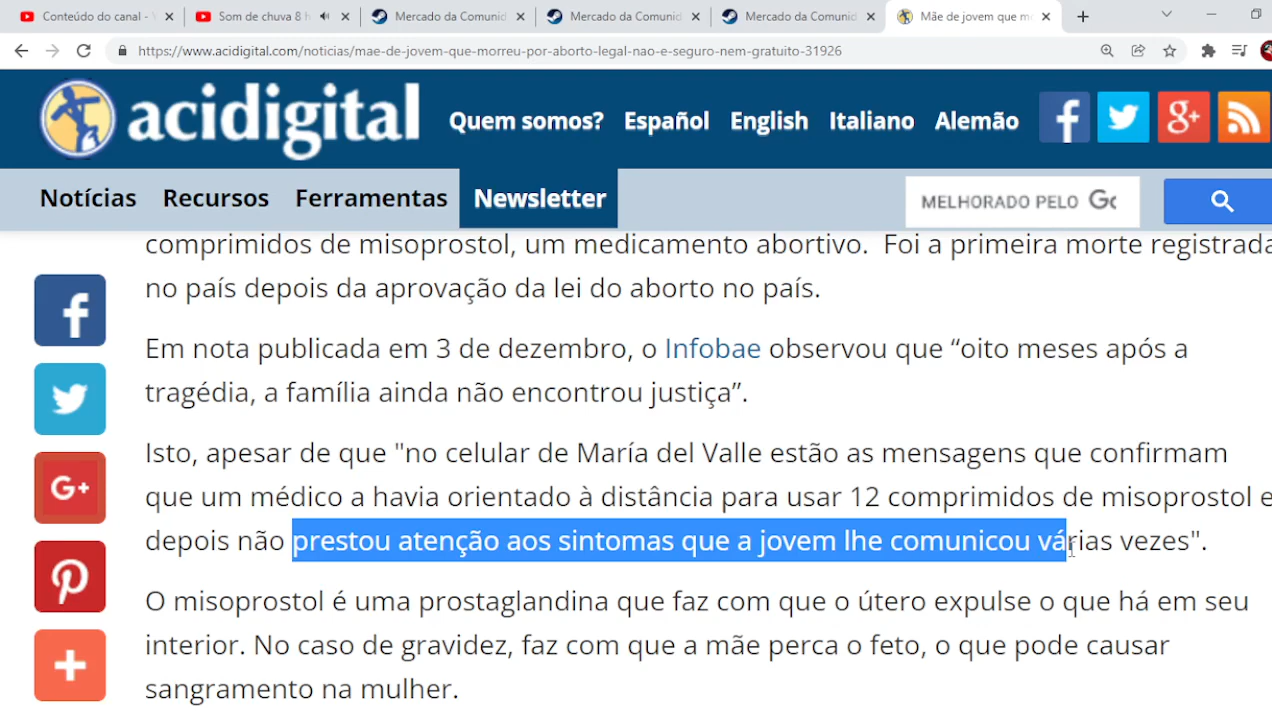 Conteúdo do canal - Y
Som de chuva 8 h
Mercado da Comunid
Mercado da Comunid
Mercado da Comunid
Mãe de jovem que mo
https://www.acidigital.com/noticias/mae-de-jovem-que-morreu-por-aborto-legal-nao-e-seguro-nem-gratuito-31926
acidigital
Quem somos? Español English Italiano Alemão
Notícias Recursos Ferramentas Newsletter
MELHORADO PELO Go
comprimidos de misoprostol, um medicamento abortivo. Foi a primeira morte registrada
no país depois da aprovação da lei do aborto no país.
Em nota publicada em 3 de dezembro, o Infobae observou que “oito meses após a
tragédia, a família ainda não encontrou justiça”.
Isto, apesar de que "no celular de María del Valle estão as mensagens que confirmam
que um médico a havia orientado à distância para usar 12 comprimidos de misoprostol e
depois não prestou atenção aos sintomas que a jovem lhe comunicou várias vezes".
O misoprostol é uma prostaglandina que faz com que o útero expulse o que há em seu
interior. No caso de gravidez, faz com que a mãe perca o feto, o que pode causar
sangramento na mulher.